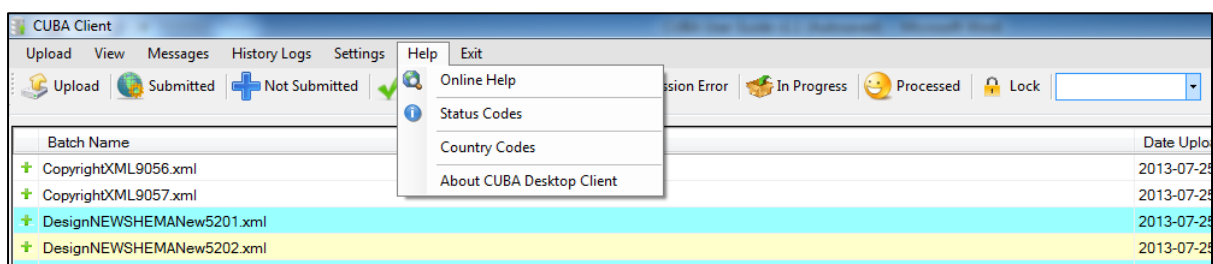 CUBA Client
Upload View Messages History Logs Settings Help Exit
Upload Submitted Not Submitted ssion Error In Progress Processed Lock
Online Help
Status Codes
Country Codes
About CUBA Desktop Client
Batch Name Date Uplo
CopyrightXML9056.xml 2013-07-25
CopyrightXML9057.xml 2013-07-25
DesignNEWSHEMANew5201.xml 2013-07-25
DesignNEWSHEMANew5202.xml 2013-07-25